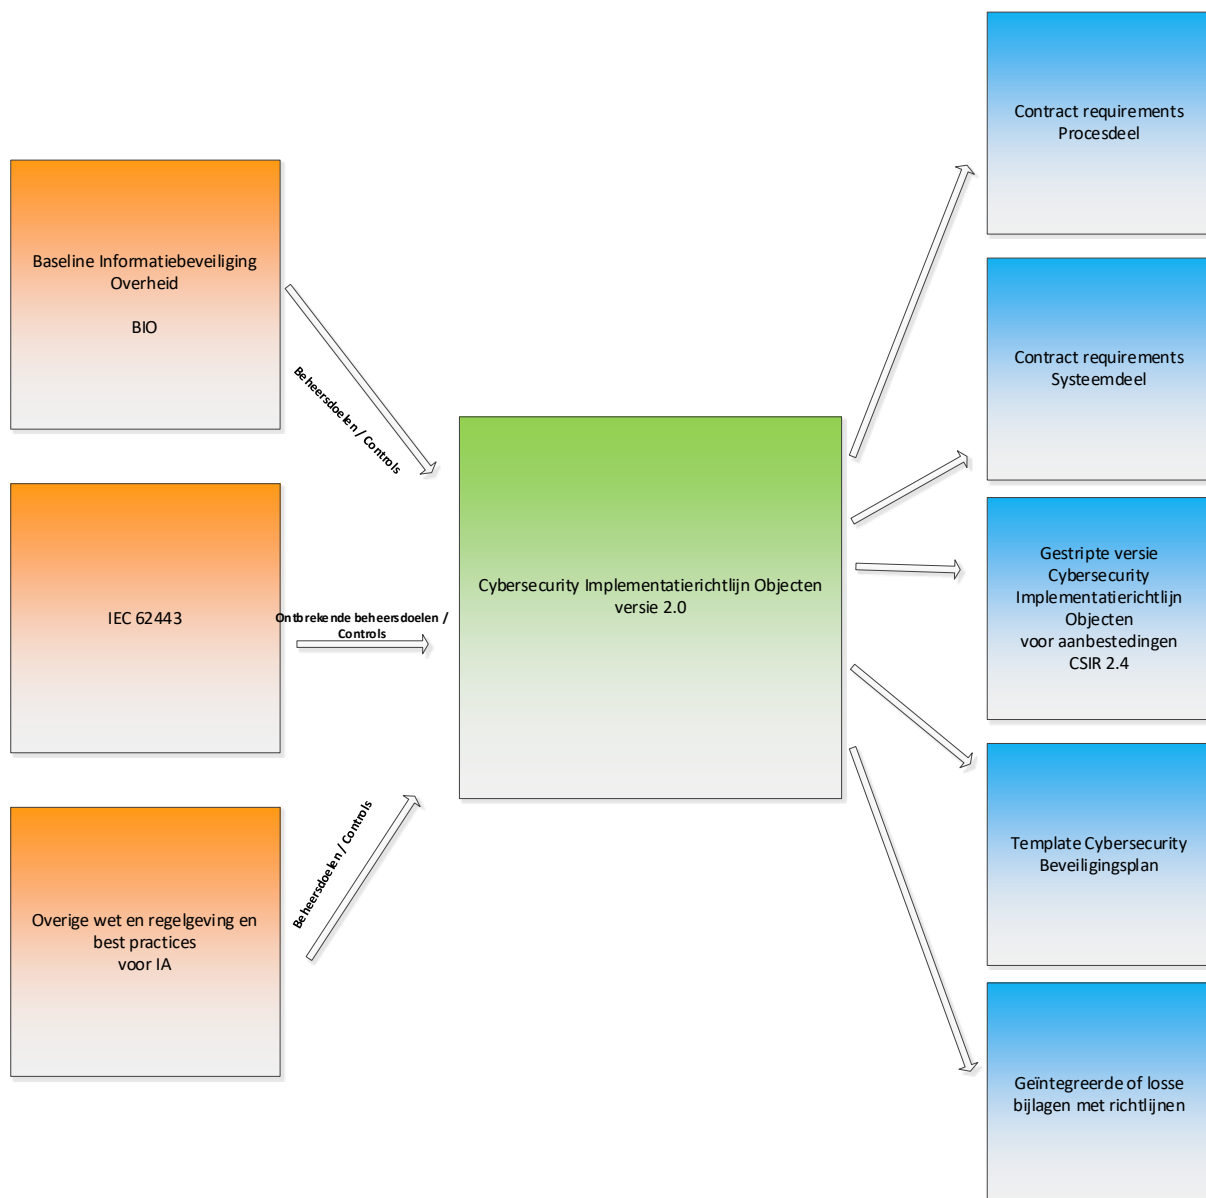 Baseline Informatiebeveiliging
Overheid
BIO
Beheersdoelen / Controls
IEC 62443
Ontbrekende beheersdoelen /
Controls
Overige wet en regelgeving en
best practices
voor IA
Beheersdoelen / Controls
Cybersecurity Implementatierichtlijn Objecten
versie 2.0
Contract requirements
Procesdeel
Contract requirements
Systeemdeel
Gestripte versie
Cybersecurity
Implementatierichtlijn
Objecten
voor aanbestedingen
CSIR 2.4
Template Cybersecurity
Beveiligingsplan
Geïntegreerde of losse
bijlagen met richtlijnen